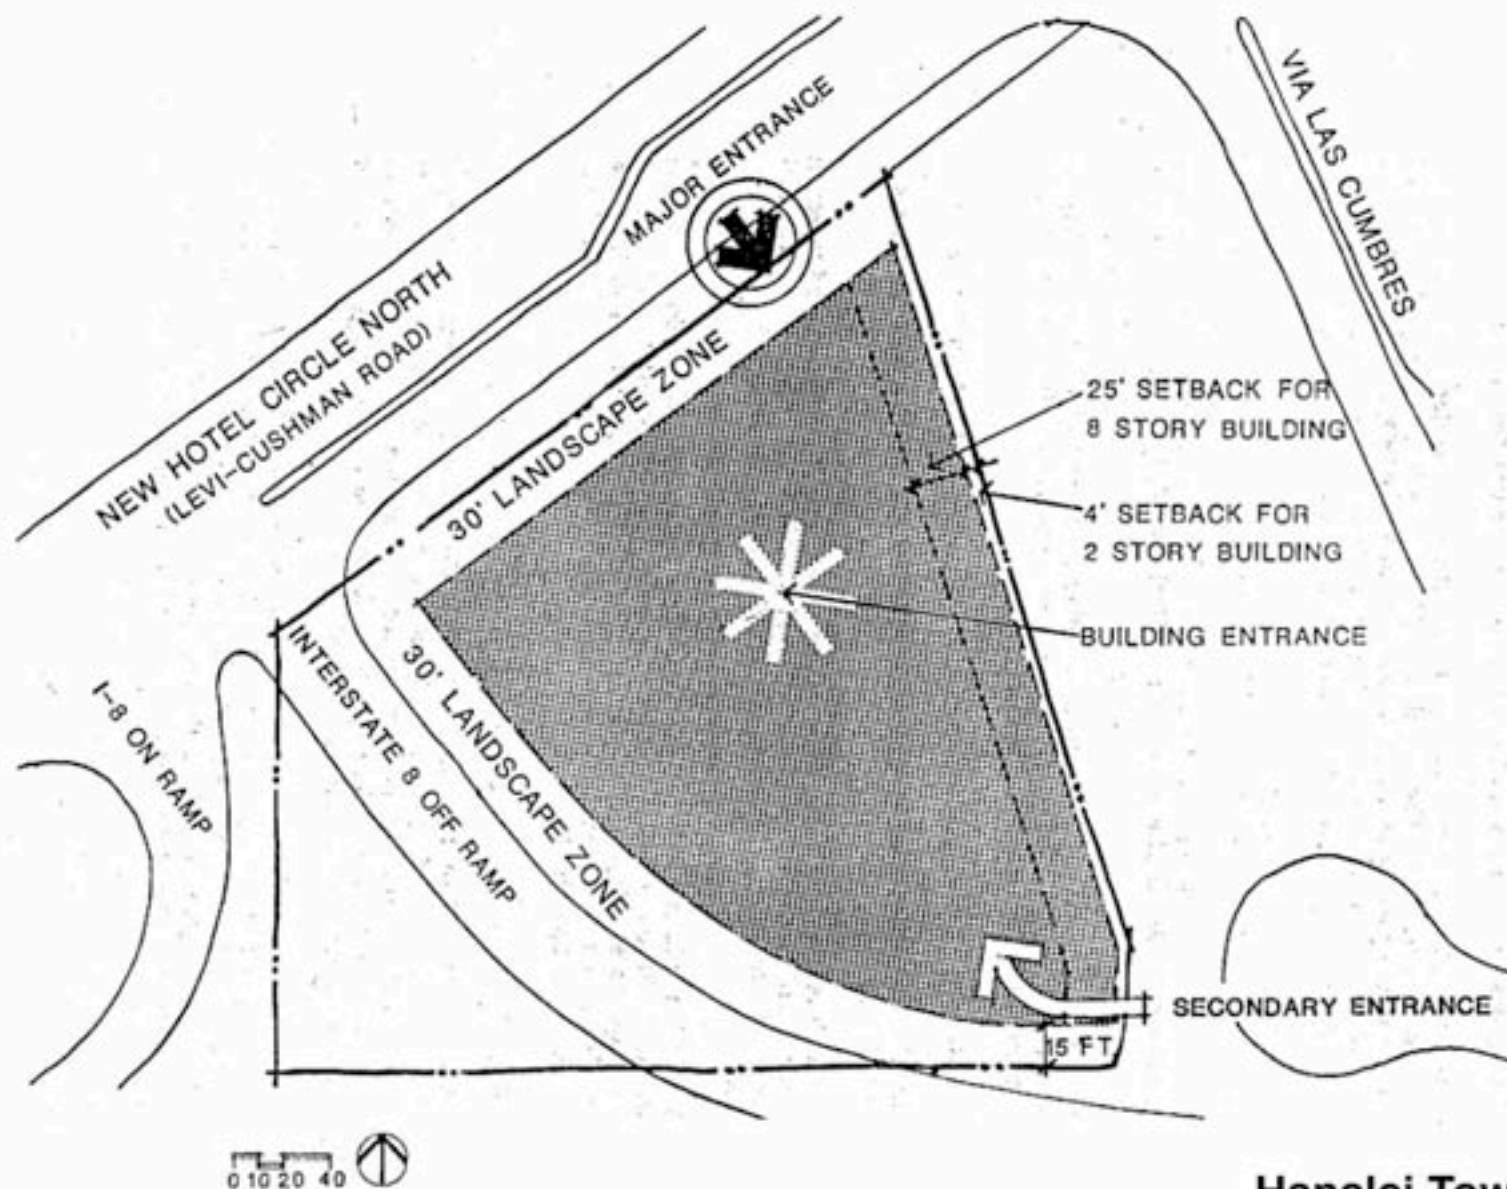 VIA LAS CUMBRES
MAJOR ENTRANCE
NEW HOTEL CIRCLE NORTH
(LEVI-CUSHMAN ROAD)
30' LANDSCAPE ZONE
25' SETBACK FOR
8 STORY BUILDING
4' SETBACK FOR
2 STORY BUILDING
BUILDING ENTRANCE
INTERSTATE 8 OFF RAMP
30' LANDSCAPE ZONE
I-8 ON RAMP
SECONDARY ENTRANCE
15 FT
0 10 20 40